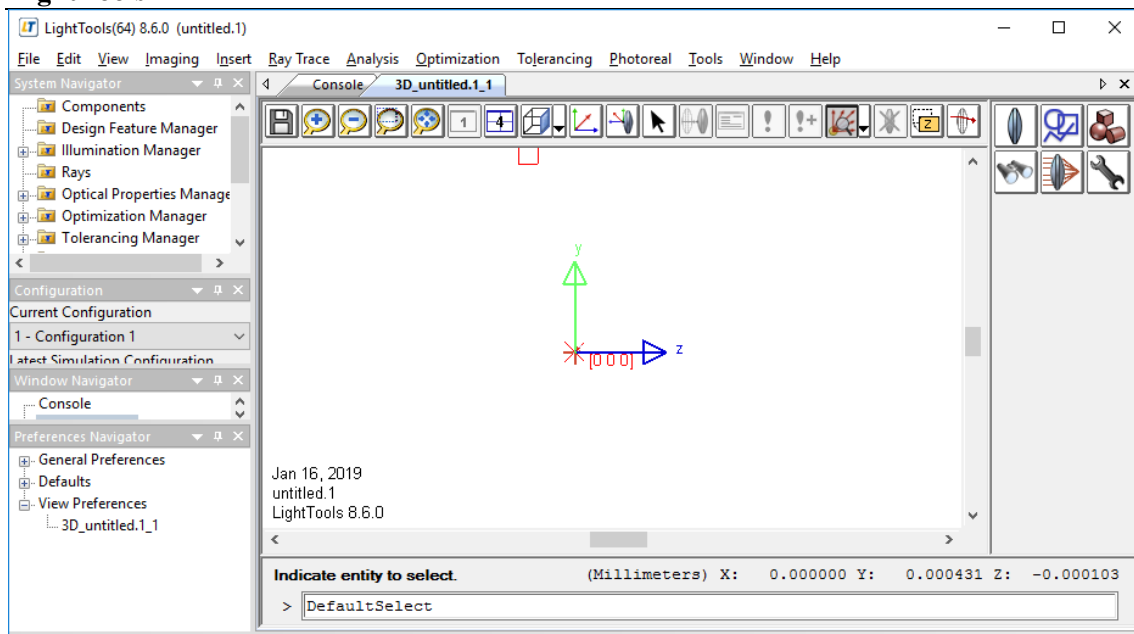 LightTools(64) 8.6.0 (untitled.1)
File Edit View Imaging Insert Ray Trace Analysis Optimization Tolerancing Photoreal Tools Window Help
System Navigator
Components
Design Feature Manager
Illumination Manager
Rays
Optical Properties Manage
Optimization Manager
Tolerancing Manager
Configuration
Current Configuration
1 - Configuration 1
Latest Simulation Configuration
Window Navigator
Console
Preferences Navigator
General Preferences
Defaults
View Preferences
3D_untitled.1_1
Console 3D_untitled.1_1
1 4 z
y
z
[0 0 0]
Jan 16, 2019
untitled.1
LightTools 8.6.0
Indicate entity to select. (Millimeters) X: 0.000000 Y: 0.000431 Z: -0.000103
> DefaultSelect